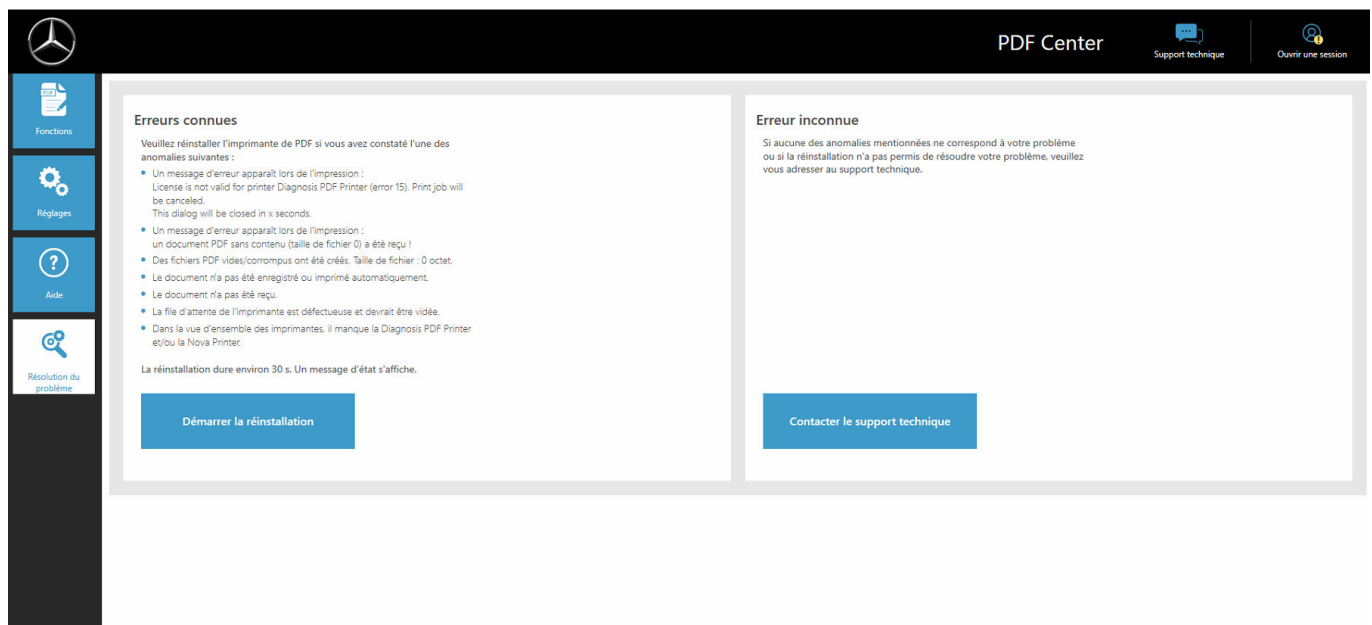 PDF Center
Support technique
Ouvrir une session
PDF
Fonctions
Réglages
?
Aide
Résolution du
problème
Erreurs connues
Veuillez réinstaller l'imprimante de PDF si vous avez constaté l'une des
anomalies suivantes :
• Un message d'erreur apparaît lors de l'impression :
License is not valid for printer Diagnosis PDF Printer (error 15). Print job will
be canceled.
This dialog will be closed in x seconds.
• Un message d'erreur apparaît lors de l'impression :
un document PDF sans contenu (taille de fichier 0) a été reçu !
• Des fichiers PDF vides/corrompus ont été créés. Taille de fichier : 0 octet.
• Le document n'a pas été enregistré ou imprimé automatiquement.
• Le document n'a pas été reçu.
• La file d'attente de l'imprimante est défectueuse et devrait être vidée.
• Dans la vue d'ensemble des imprimantes, il manque la Diagnosis PDF Printer
et/ou la Nova Printer.
La réinstallation dure environ 30 s. Un message d'état s'affiche.
Démarrer la réinstallation
Erreur inconnue
Si aucune des anomalies mentionnées ne correspond à votre problème
ou si la réinstallation n'a pas permis de résoudre votre problème, veuillez
vous adresser au support technique.
Contacter le support technique